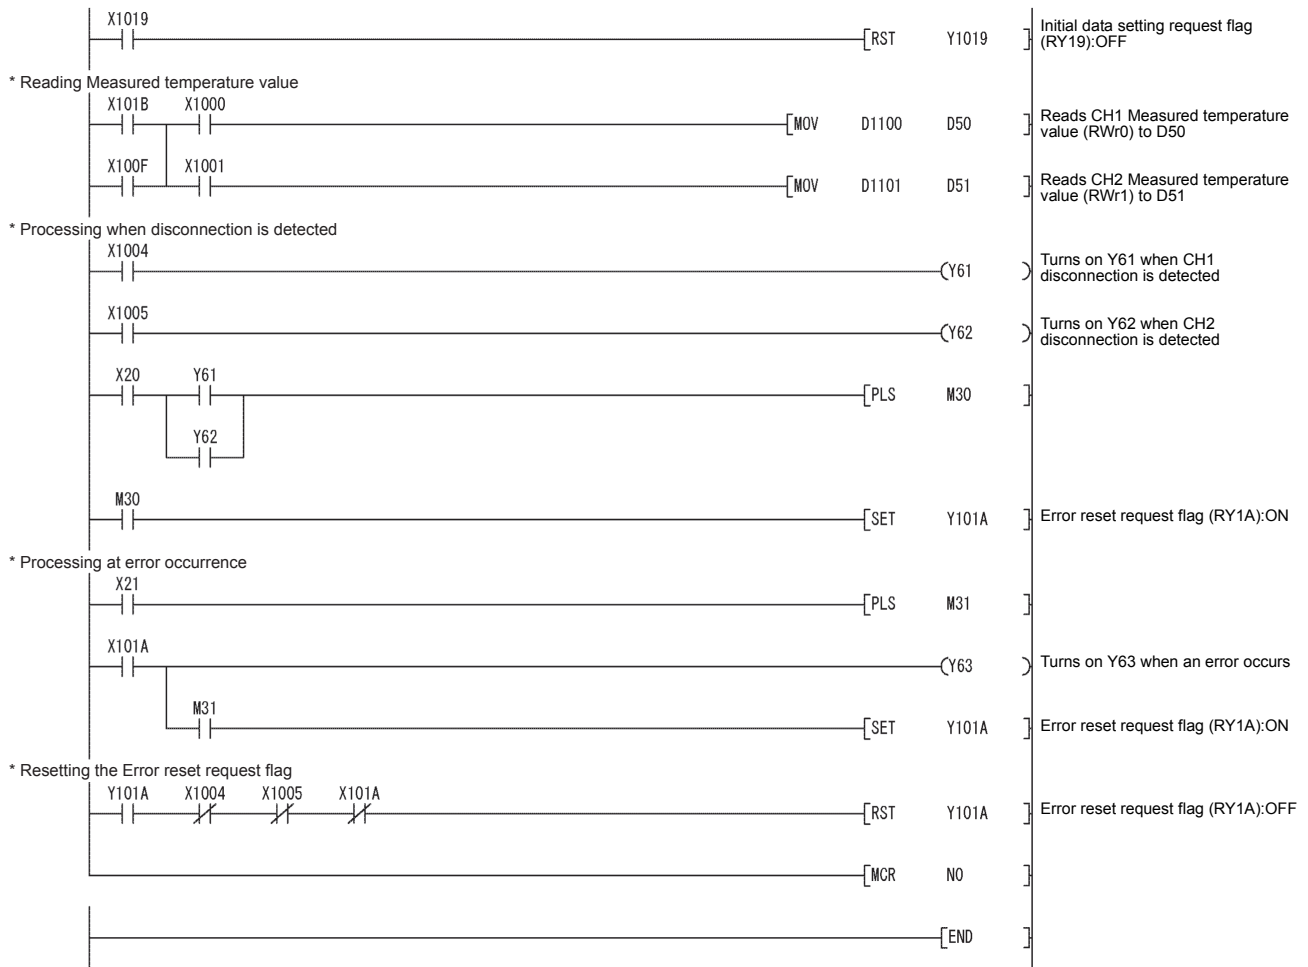 X1019
RST Y1019 Initial data setting request flag
(RY19):OFF
* Reading Measured temperature value
X101B X1000
MOV D1100 D50 Reads CH1 Measured temperature
value (RWr0) to D50
X100F X1001
MOV D1101 D51 Reads CH2 Measured temperature
value (RWr1) to D51
* Processing when disconnection is detected
X1004
Y61 Turns on Y61 when CH1
disconnection is detected
X1005
Y62 Turns on Y62 when CH2
disconnection is detected
X20 Y61
PLS M30
Y62
M30
SET Y101A Error reset request flag (RY1A):ON
* Processing at error occurrence
X21
PLS M31
X101A
Y63 Turns on Y63 when an error occurs
M31
SET Y101A Error reset request flag (RY1A):ON
* Resetting the Error reset request flag
Y101A X1004 X1005 X101A
RST Y101A Error reset request flag (RY1A):OFF
MCR N0
END